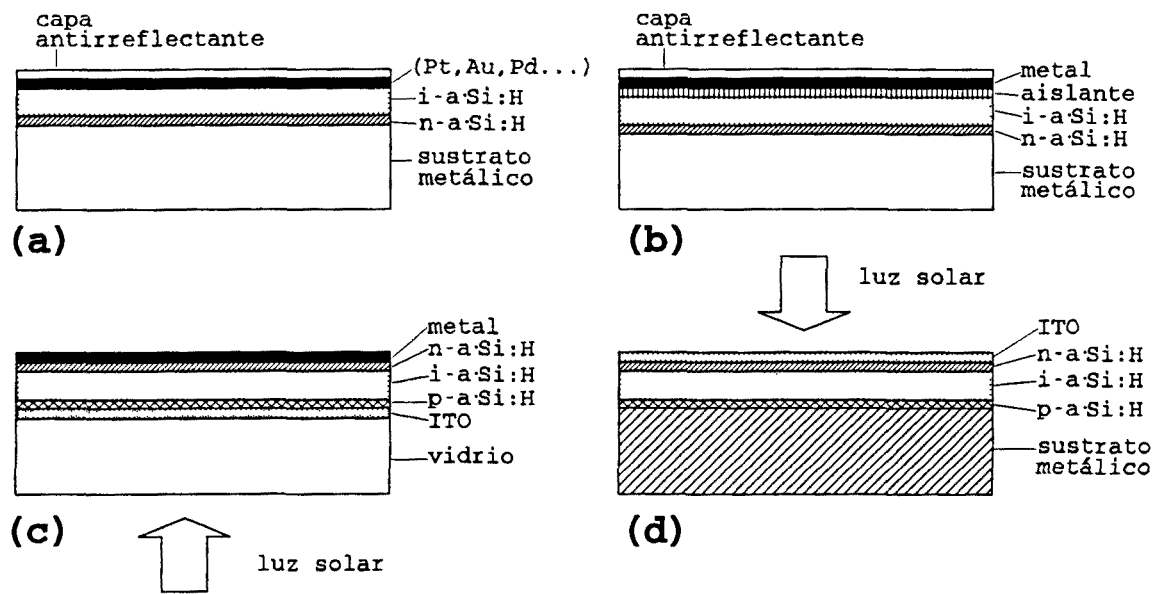 capa
antirreflectante
(Pt,Au,Pd...)
i-a·Si:H
n-a·Si:H
sustrato
metálico
(a)
capa
antirreflectante
metal
aislante
i-a·Si:H
n-a·Si:H
sustrato
metálico
(b)
luz solar
metal
n-a·Si:H
i-a·Si:H
p-a·Si:H
ITO
vidrio
(c)
luz solar
ITO
n-a·Si:H
i-a·Si:H
p-a·Si:H
sustrato
metálico
(d)